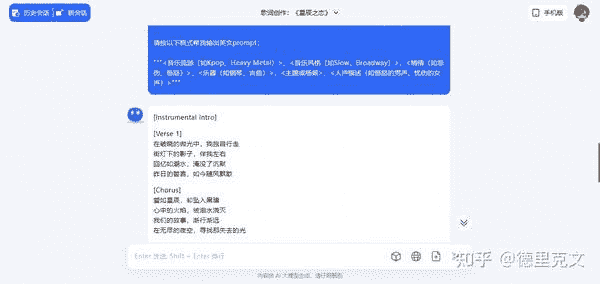 历史会话
新会话
歌词创作：《星辰之恋》
手机版
请按以下格式帮我给出英文prompt：
"""<音乐流派（如Kpop、Heavy Metal）>、<音乐风格（如Slow、Broadway）>、<情绪（如悲伤、愤怒）>、<乐器（如钢琴、吉他）>、<主题或场景>、<人声描述（如愤怒的男声，忧伤的女声）>"""
[Instrumental Intro]
[Verse 1]
在破晓的微光中，我独自行走
街灯下的影子，伴我左右
回忆如潮水，淹没了沉默
昨日的誓言，如今随风飘散
[Chorus]
爱如星辰，却坠入黑暗
心中的火焰，被泪水浇灭
我们的故事，渐行渐远
在无尽的夜空，寻找那失去的光
Enter 发送, Shift + Enter 换行
知乎 @德里克文